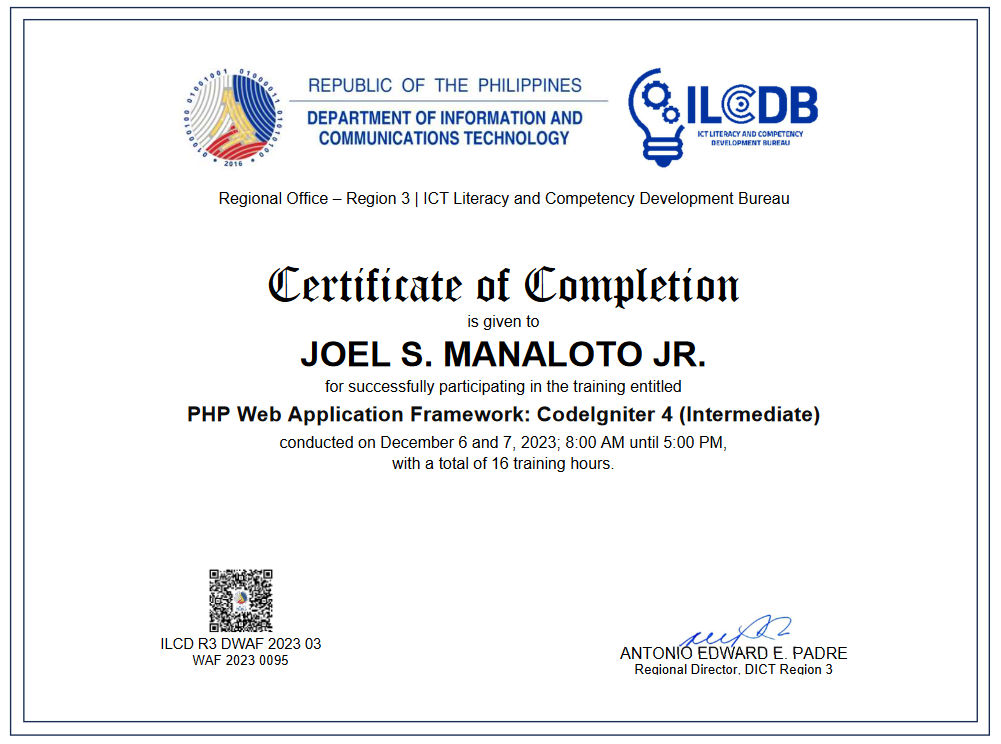 REPUBLIC OF THE PHILIPPINES
DEPARTMENT OF INFORMATION AND
COMMUNICATIONS TECHNOLOGY
2016
ILCDB
ICT LITERACY AND COMPETENCY
DEVELOPMENT BUREAU
Regional Office – Region 3 | ICT Literacy and Competency Development Bureau
Certificate of Completion
is given to
JOEL S. MANALOTO JR.
for successfully participating in the training entitled
PHP Web Application Framework: CodeIgniter 4 (Intermediate)
conducted on December 6 and 7, 2023; 8:00 AM until 5:00 PM,
with a total of 16 training hours.
ILCD R3 DWAF 2023 03
WAF 2023 0095
ANTONIO EDWARD E. PADRE
Regional Director, DICT Region 3